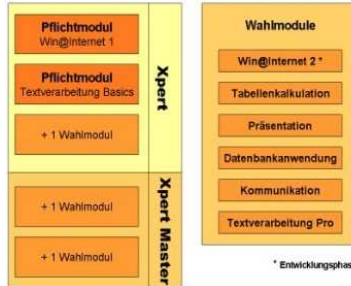 Pflichtmodul
Win@Internet 1
Pflichtmodul
Textverarbeitung Basics
+ 1 Wahlmodul
Xpert
+ 1 Wahlmodul
+ 1 Wahlmodul
Xpert Master
Wahlmodule
Win@Internet 2 *
Tabellenkalkulation
Präsentation
Datenbankanwendung
Kommunikation
Textverarbeitung Pro
* Entwicklungsphas